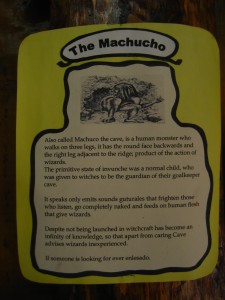 The Machucho
Also called Machuco the cave, is a human monster who
walks on three legs, it has the round face backwards and
the right leg adjacent to the ridge; product of the action of
wizards.
The primitive state of invunche was a normal child, who
was given to witches to be the guardian of their goalkeeper
cave.
It speaks only emits sounds guturales that frighten those
who listen, go completely naked and feeds on human flesh
that give wizards.
Despite not being launched in witchcraft has become an
infinity of knowledge, so that apart from caring Cave
advises wizards inexperienced.
If someone is looking for ever enfosado.